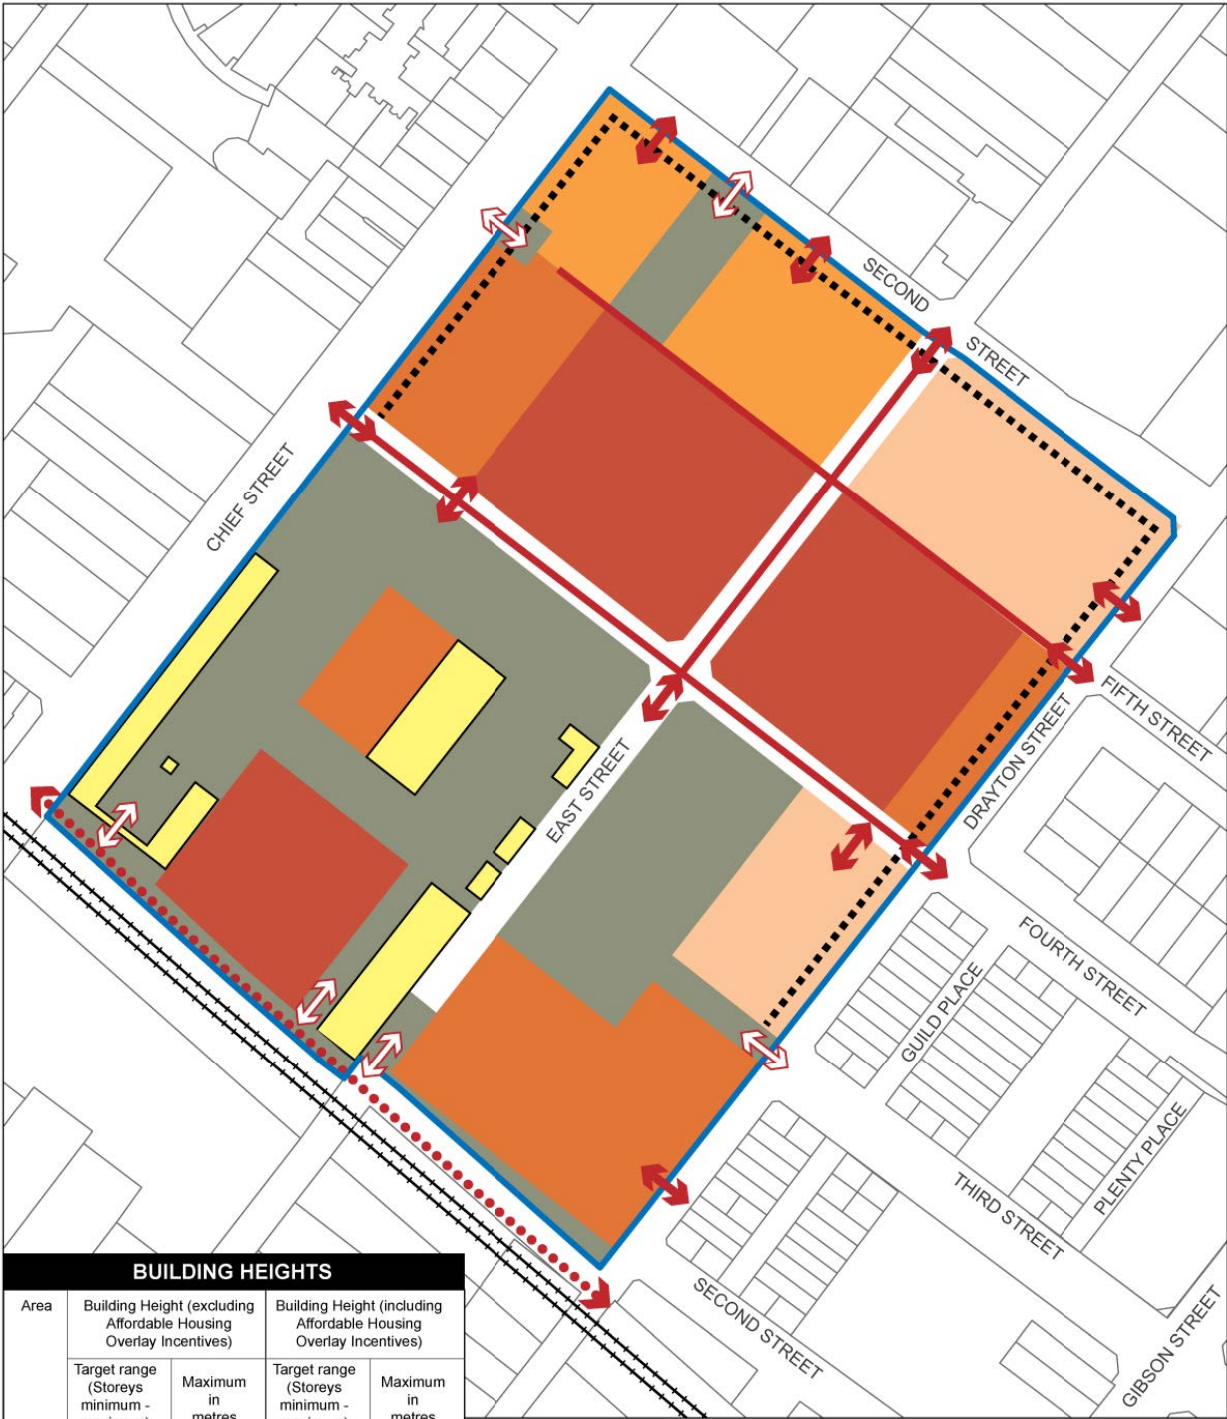 SECOND
STREET
CHIEF STREET
FIFTH STREET
DRAYTON STREET
EAST STREET
FOURTH STREET
GUILD PLACE
PLENTY PLACE
THIRD STREET
SECOND STREET
GIBSON STREET
BUILDING HEIGHTS
Area
Building Height (excluding
Affordable Housing
Overlay Incentives)
Building Height (including
Affordable Housing
Overlay Incentives)
Target range
(Storeys
minimum -
Maximum
in
metres
Target range
(Storeys
minimum -
Maximum
in
metres